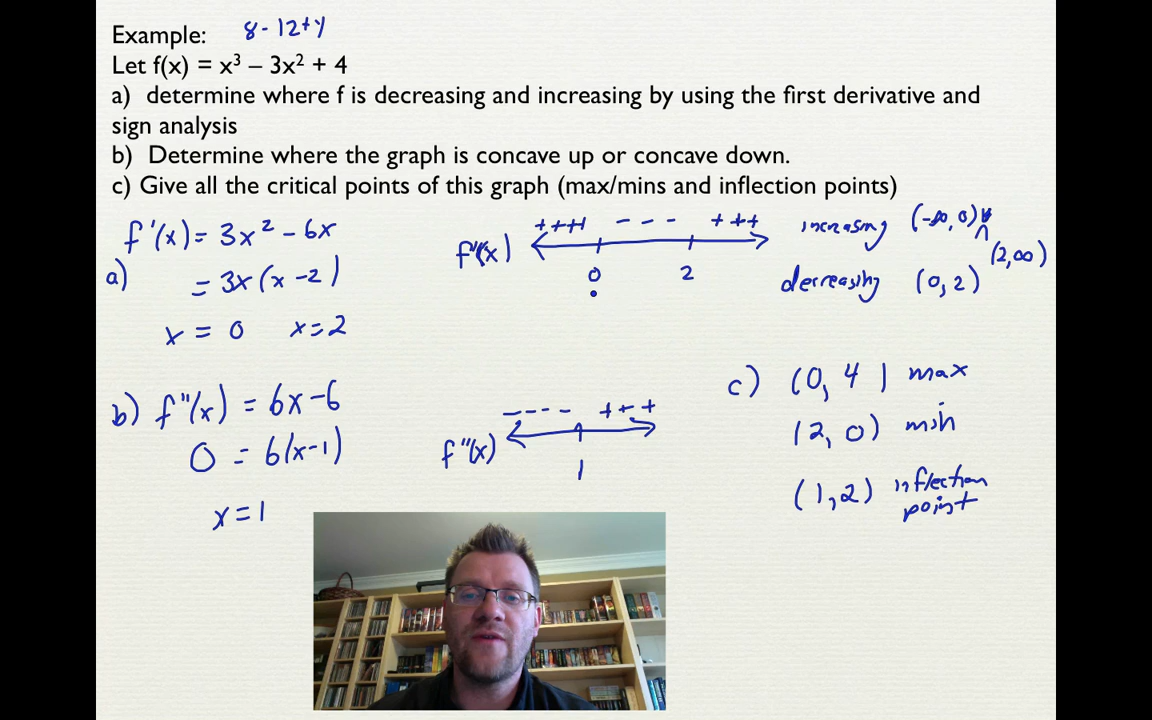 Example: 8 - 12 + 4
Let f(x) = x³ – 3x² + 4
a) determine where f is decreasing and increasing by using the first derivative and
sign analysis
b) Determine where the graph is concave up or concave down.
c) Give all the critical points of this graph (max/mins and inflection points)
f'(x) = 3x² - 6x
a) = 3x(x - 2)
x = 0 x = 2
f'(x) ++++ - - - +++
0 2
increasing (-∞, 0)
(2, ∞)
decreasing (0, 2)
b) f"(x) = 6x - 6
0 = 6(x - 1)
x = 1
f"(x) - - - - + + +
1
c) (0, 4) max
(2, 0) min
(1, 2) inflection
point